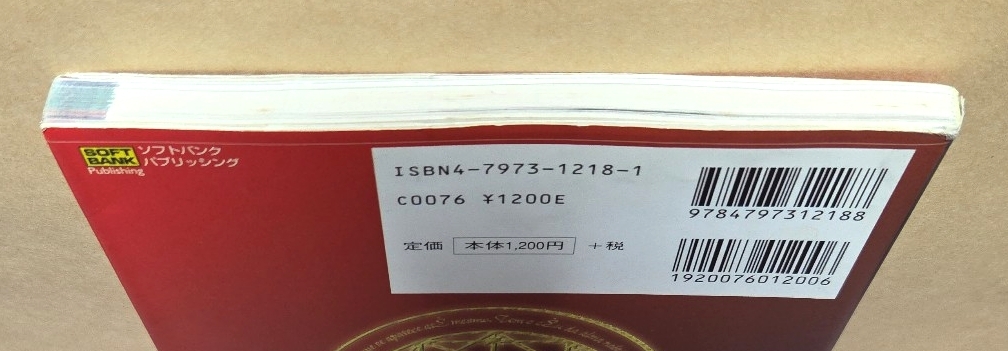 SOFT BANK
Publishing
ソフトバンク
パブリッシング
ISBN4-7973-1218-1
C0076 ¥1200E
定価 本体1,200円 +税
9784797312188
1920076012006